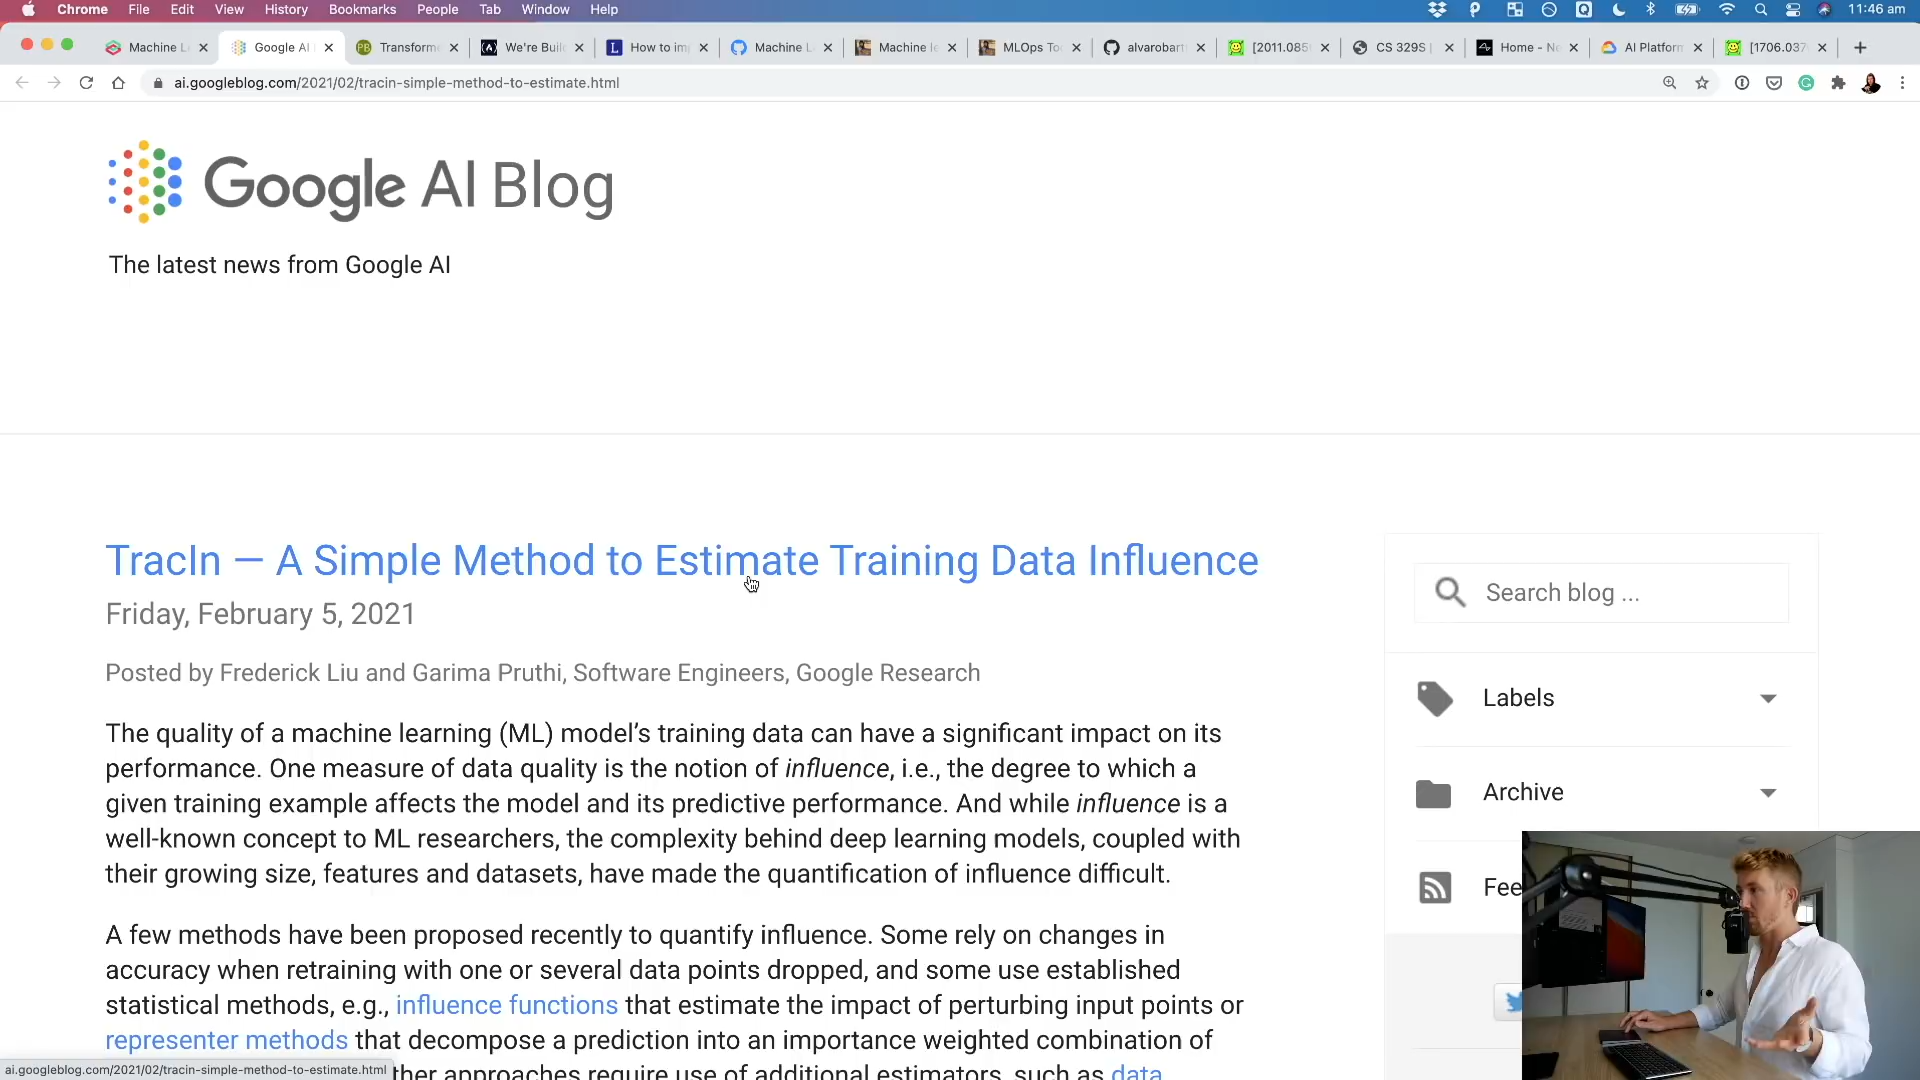 Chrome File Edit View History Bookmarks People Tab Window Help 11:46 am
Machine L Google AI Transform We're Buil How to im Machine L Machine le MLOps To alvarobart [2011.085 CS 329S Home - N AI Platform [1706.037
ai.googleblog.com/2021/02/tracin-simple-method-to-estimate.html
Google AI Blog
The latest news from Google AI
TracIn — A Simple Method to Estimate Training Data Influence
Friday, February 5, 2021
Posted by Frederick Liu and Garima Pruthi, Software Engineers, Google Research
The quality of a machine learning (ML) model's training data can have a significant impact on its
performance. One measure of data quality is the notion of influence, i.e., the degree to which a
given training example affects the model and its predictive performance. And while influence is a
well-known concept to ML researchers, the complexity behind deep learning models, coupled with
their growing size, features and datasets, have made the quantification of influence difficult.
A few methods have been proposed recently to quantify influence. Some rely on changes in
accuracy when retraining with one or several data points dropped, and some use established
statistical methods, e.g., influence functions that estimate the impact of perturbing input points or
representer methods that decompose a prediction into an importance weighted combination of
ther approaches require use of additional estimators, such as data
Search blog ...
Labels
Archive
Fee
ai.googleblog.com/2021/02/tracin-simple-method-to-estimate.html